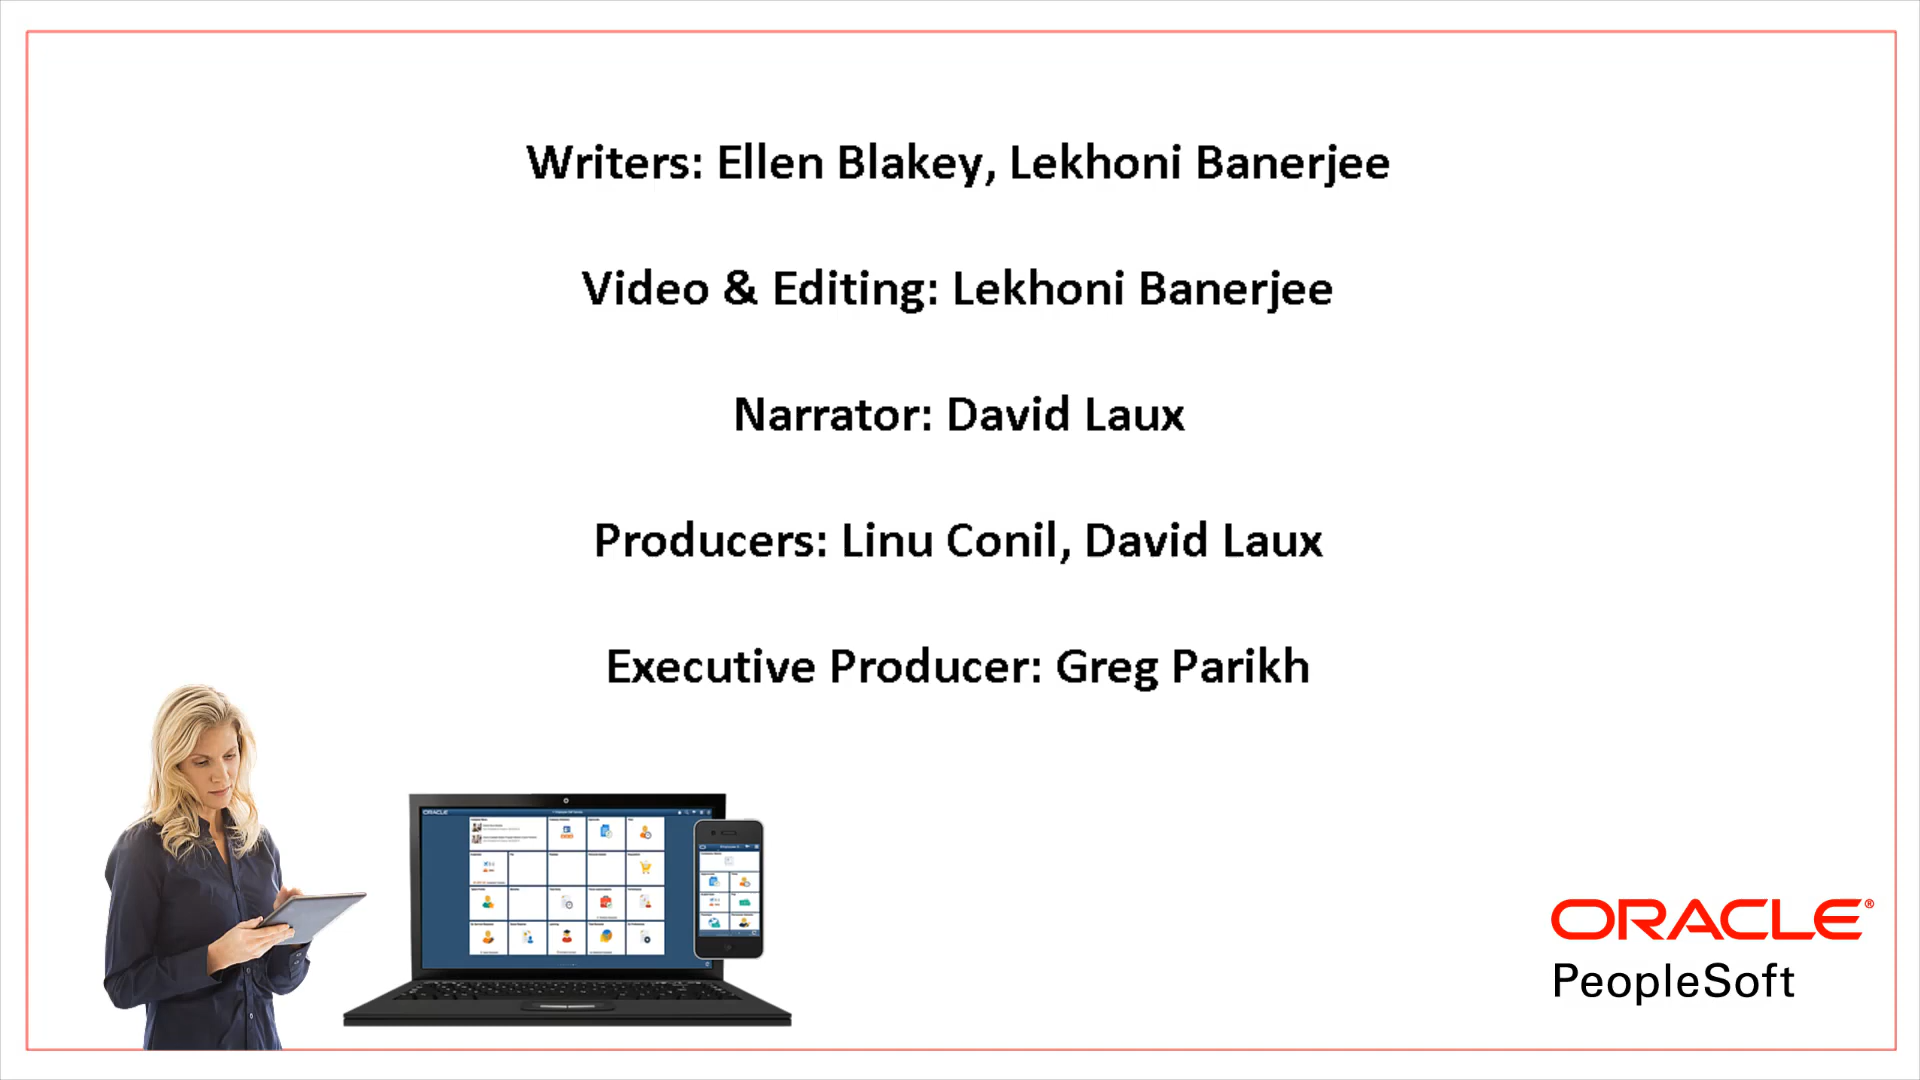 Writers: Ellen Blakey, Lekhoni Banerjee
Video & Editing: Lekhoni Banerjee
Narrator: David Laux
Producers: Linu Conil, David Laux
Executive Producer: Greg Parikh
ORACLE
ORACLE®
PeopleSoft